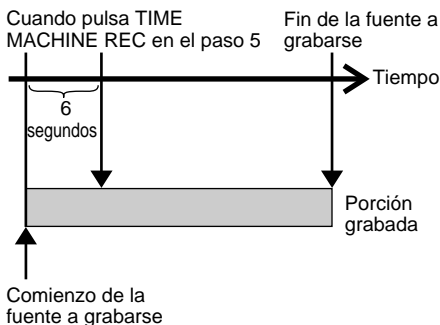 Cuando pulsa TIME
MACHINE REC en el paso 5
Fin de la fuente a
grabarse
Tiempo
6
segundos
Porción
grabada
Comienzo de la
fuente a grabarse